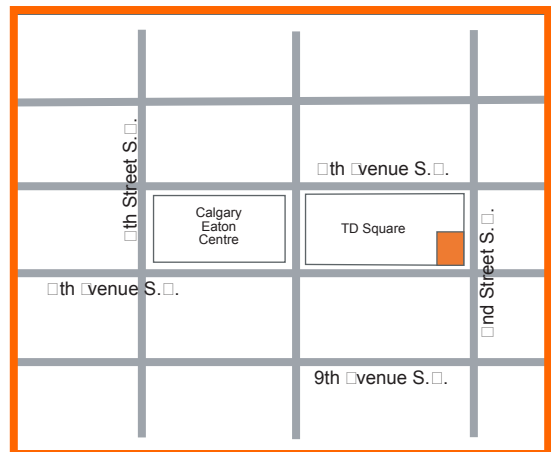 □th Street S.□.
□th □venue S.□.
Calgary
Eaton
Centre
TD Square
□nd Street S.□.
□th □venue S.□.
9th □venue S.□.